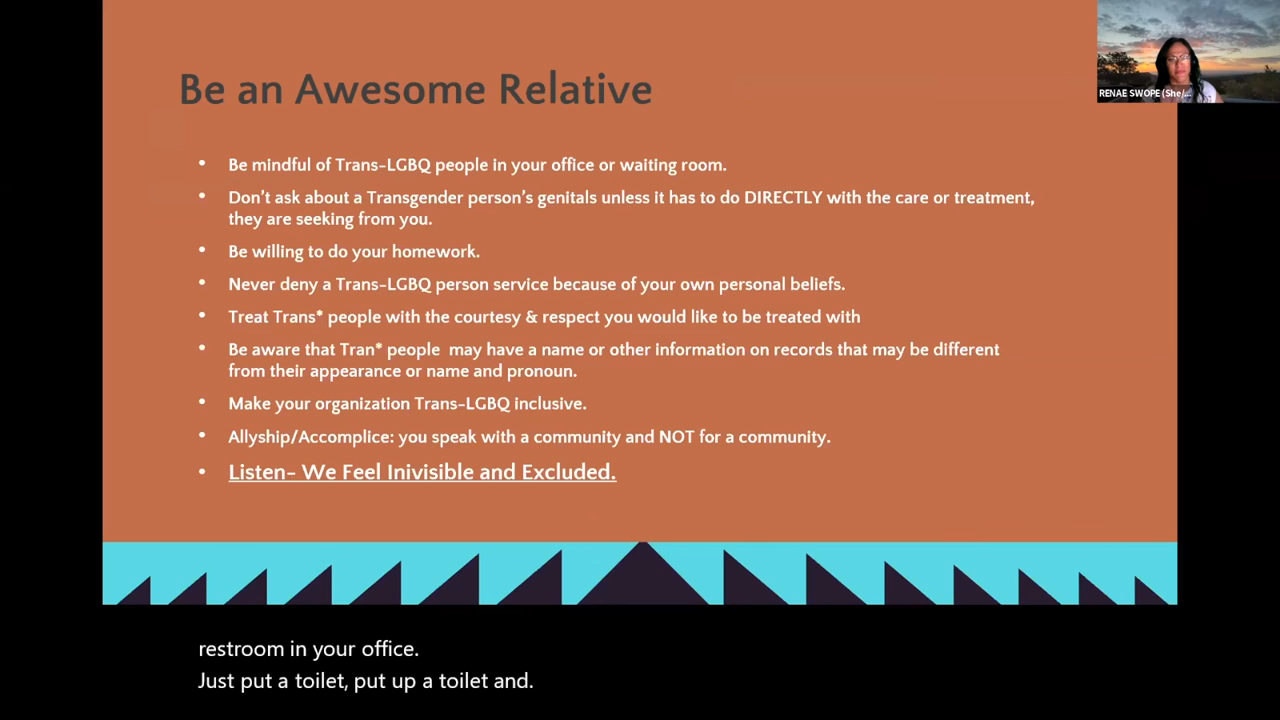 Be an Awesome Relative
RENAE SWOPE (She/...
• Be mindful of Trans-LGBQ people in your office or waiting room.
• Don't ask about a Transgender person's genitals unless it has to do DIRECTLY with the care or treatment,
they are seeking from you.
• Be willing to do your homework.
• Never deny a Trans-LGBQ person service because of your own personal beliefs.
• Treat Trans* people with the courtesy & respect you would like to be treated with
• Be aware that Tran* people  may have a name or other information on records that may be different
from their appearance or name and pronoun.
• Make your organization Trans-LGBQ inclusive.
• Allyship/Accomplice: you speak with a community and NOT for a community.
• Listen- We Feel Inivisible and Excluded.
restroom in your office.
Just put a toilet, put up a toilet and.